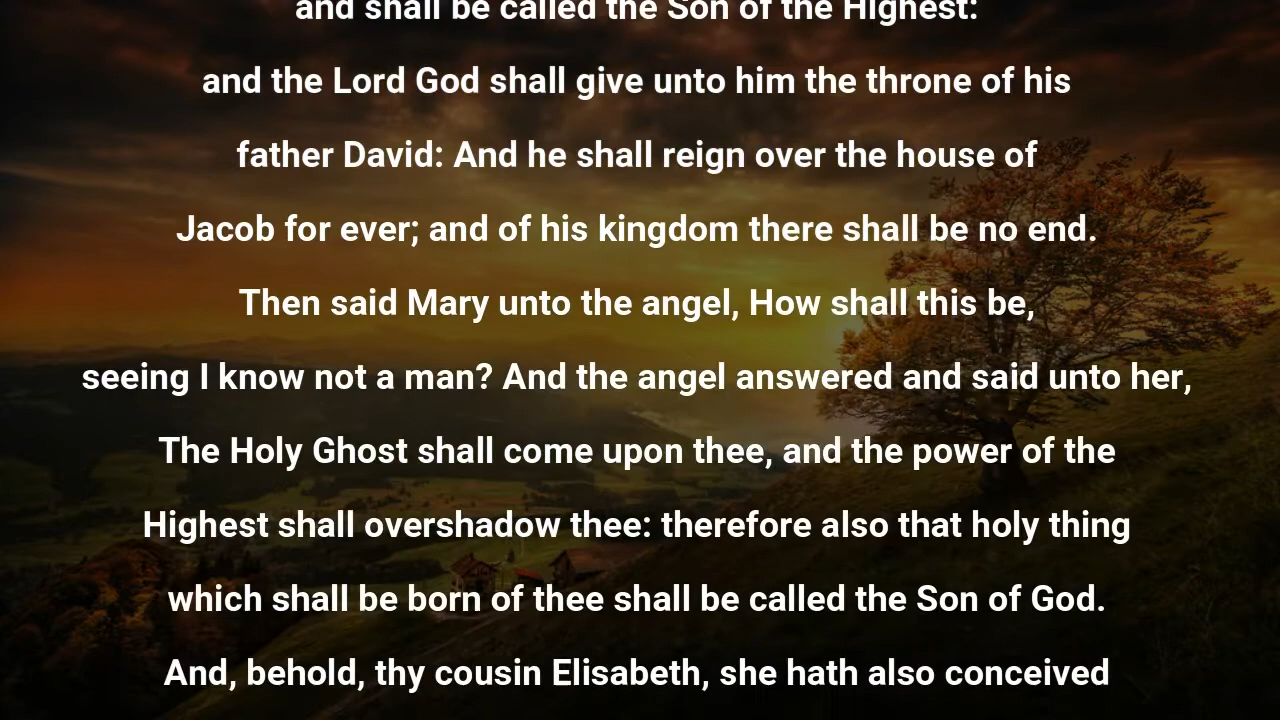 and shall be called the Son of the Highest:
and the Lord God shall give unto him the throne of his
father David: And he shall reign over the house of
Jacob for ever; and of his kingdom there shall be no end.
Then said Mary unto the angel, How shall this be,
seeing I know not a man? And the angel answered and said unto her,
The Holy Ghost shall come upon thee, and the power of the
Highest shall overshadow thee: therefore also that holy thing
which shall be born of thee shall be called the Son of God.
And, behold, thy cousin Elisabeth, she hath also conceived